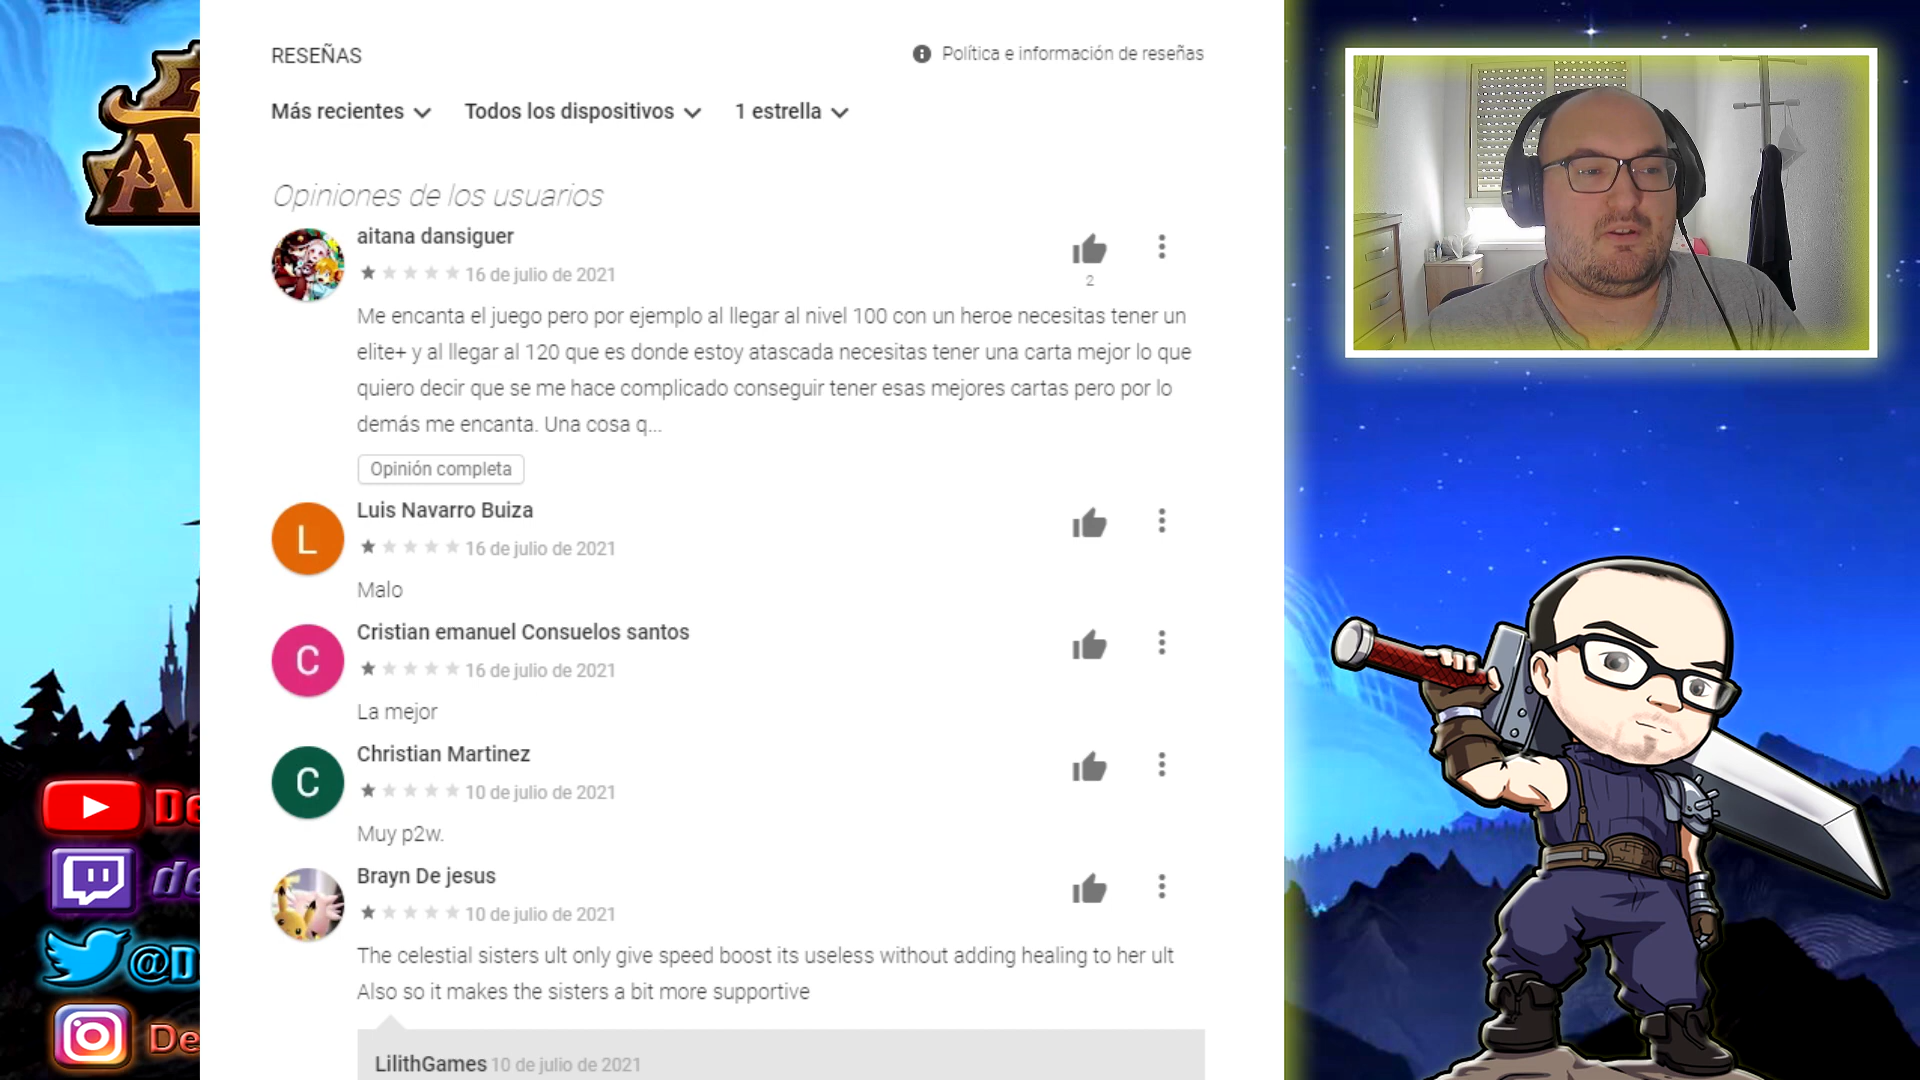 RESEÑAS
Política e información de reseñas
Más recientes
Todos los dispositivos
1 estrella
Opiniones de los usuarios
aitana dansiguer
16 de julio de 2021
2
Me encanta el juego pero por ejemplo al llegar al nivel 100 con un heroe necesitas tener un
elite+ y al llegar al 120 que es donde estoy atascada necesitas tener una carta mejor lo que
quiero decir que se me hace complicado conseguir tener esas mejores cartas pero por lo
demás me encanta. Una cosa q...
Opinión completa
L
Luis Navarro Buiza
16 de julio de 2021
Malo
C
Cristian emanuel Consuelos santos
16 de julio de 2021
La mejor
C
Christian Martinez
10 de julio de 2021
Muy p2w.
Brayn De jesus
10 de julio de 2021
The celestial sisters ult only give speed boost its useless without adding healing to her ult
Also so it makes the sisters a bit more supportive
LilithGames 10 de julio de 2021
De
de
@D
De